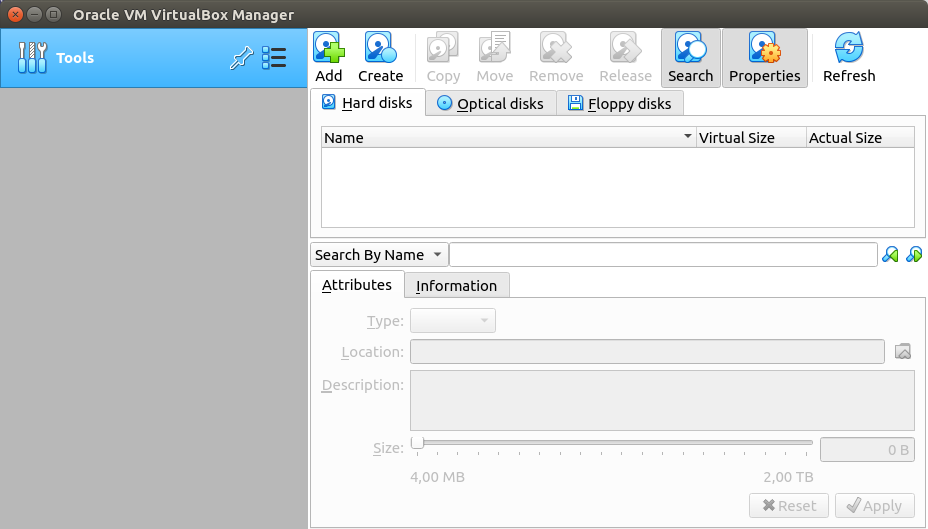 Oracle VM VirtualBox Manager
Tools
Add Create Copy Move Remove Release Search Properties Refresh
Hard disks Optical disks Floppy disks
Name Virtual Size Actual Size
Search By Name
Attributes Information
Type:
Location:
Description:
Size: 0 B
4,00 MB 2,00 TB
Reset Apply